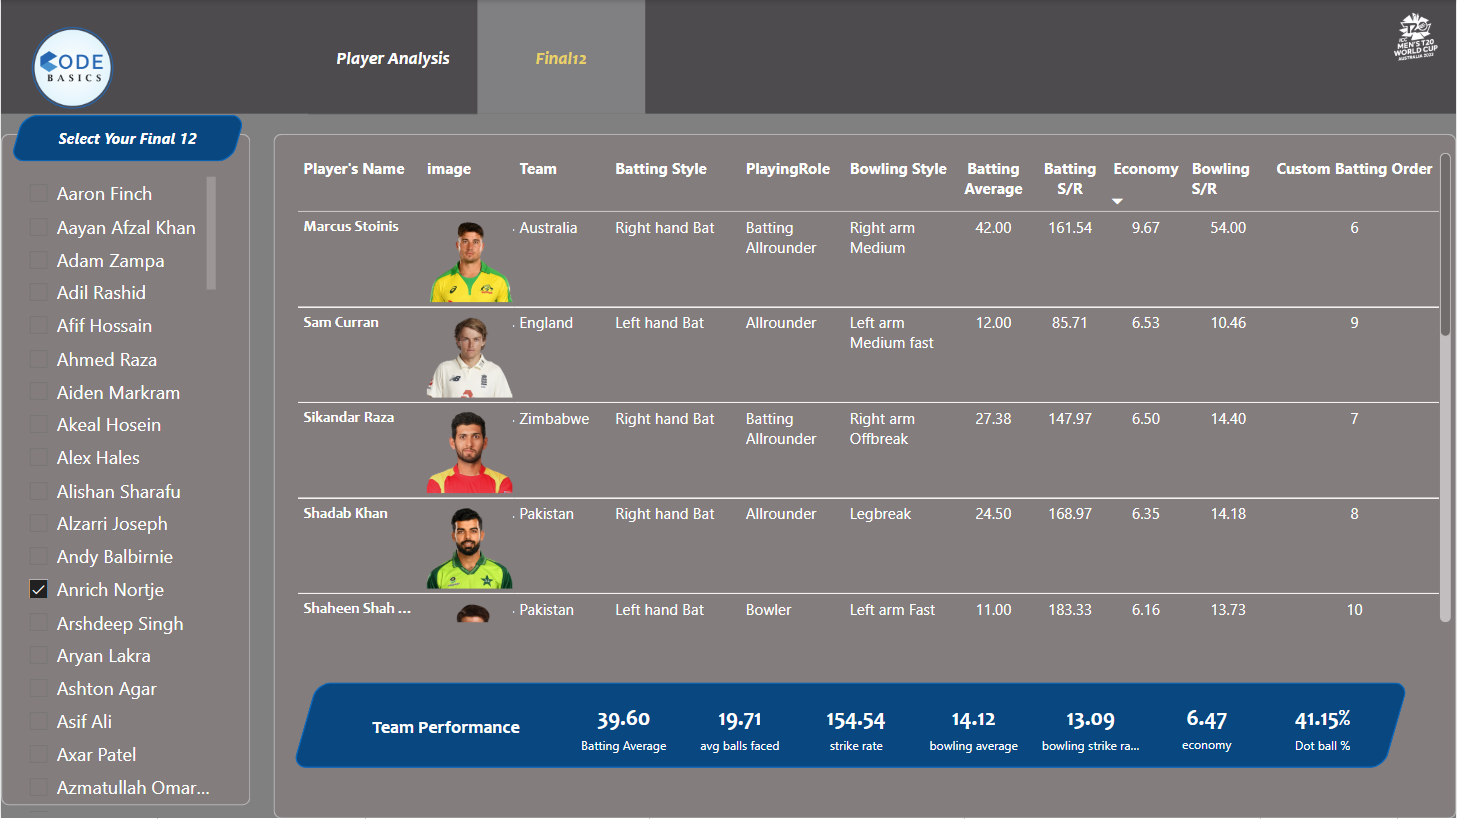 CODE
BASICS
Player Analysis
Final12
ICC
MEN'S T20
WORLD CUP
AUSTRALIA 2022
Select Your Final 12
Aaron Finch
Aayan Afzal Khan
Adam Zampa
Adil Rashid
Afif Hossain
Ahmed Raza
Aiden Markram
Akeal Hosein
Alex Hales
Alishan Sharafu
Alzarri Joseph
Andy Balbirnie
Anrich Nortje
Arshdeep Singh
Aryan Lakra
Ashton Agar
Asif Ali
Axar Patel
Azmatullah Omar...
Player's Name image Team Batting Style PlayingRole Bowling Style Batting Average Batting S/R Economy Bowling S/R Custom Batting Order
Marcus Stoinis Australia Right hand Bat Batting Allrounder Right arm Medium 42.00 161.54 9.67 54.00 6
Sam Curran England Left hand Bat Allrounder Left arm Medium fast 12.00 85.71 6.53 10.46 9
Sikandar Raza Zimbabwe Right hand Bat Batting Allrounder Right arm Offbreak 27.38 147.97 6.50 14.40 7
Shadab Khan Pakistan Right hand Bat Allrounder Legbreak 24.50 168.97 6.35 14.18 8
Shaheen Shah ... Pakistan Left hand Bat Bowler Left arm Fast 11.00 183.33 6.16 13.73 10
Team Performance
39.60 19.71 154.54 14.12 13.09 6.47 41.15%
Batting Average avg balls faced strike rate bowling average bowling strike ra... economy Dot ball %